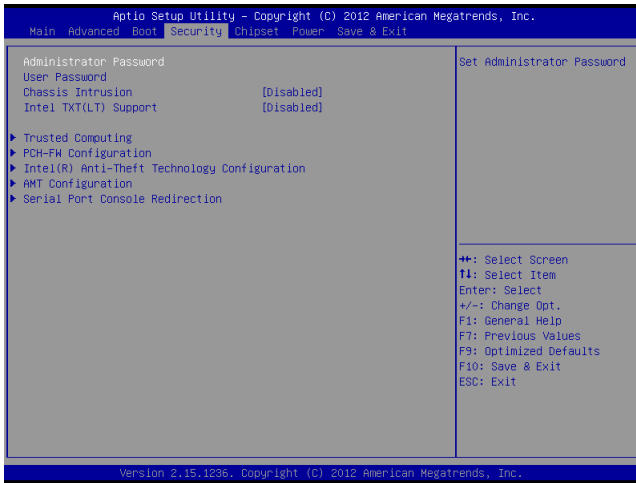 Aptio Setup Utility – Copyright (C) 2012 American Megatrends, Inc.
Main Advanced Boot Security Chipset Power Save & Exit
Administrator Password
User Password
Chassis Intrusion [Disabled]
Intel TXT(LT) Support [Disabled]
Trusted Computing
PCH-FW Configuration
Intel(R) Anti-Theft Technology Configuration
AMT Configuration
Serial Port Console Redirection
Set Administrator Password
→←: Select Screen
↑↓: Select Item
Enter: Select
+/-: Change Opt.
F1: General Help
F7: Previous Values
F9: Optimized Defaults
F10: Save & Exit
ESC: Exit
Version 2.15.1236. Copyright (C) 2012 American Megatrends, Inc.